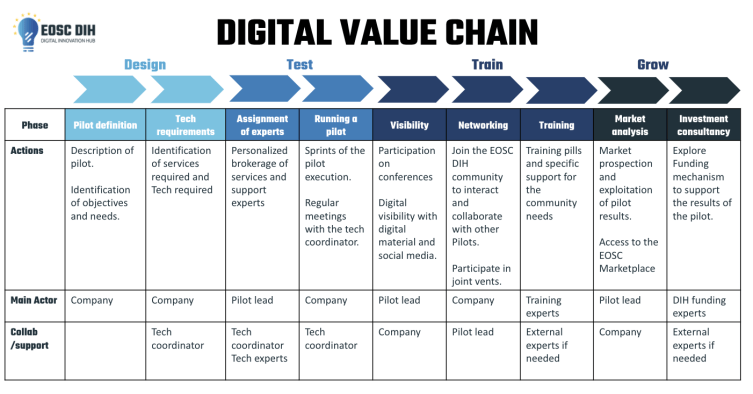 EOSC DIH
DIGITAL INNOVATION HUB
DIGITAL VALUE CHAIN
Design
Test
Train
Grow
Phase
Pilot definition
Tech
requirements
Assignment
of experts
Running a
pilot
Visibility
Networking
Training
Market
analysis
Investment
consultancy
Actions
Description of
pilot.
Identification
of objectives
and needs.
Identification
of services
required and
Tech required
Personalized
brokerage of
services and
support
experts
Sprints of the
pilot
execution.
Regular
meetings
with the tech
coordinator.
Participation
on
conferences
Digital
visibility with
digital
material and
social media.
Join the EOSC
DIH
community
to interact
and
collaborate
with other
Pilots.
Participate in
joint vents.
Training pills
and specific
support for
the
community
needs
Market
prospection
and
exploitation
of pilot
results.
Access to the
EOSC
Marketplace
Explore
Funding
mechanism
to support
the results of
the pilot.
Main Actor
Company
Company
Pilot lead
Company
Pilot lead
Company
Training
experts
Pilot lead
DIH funding
experts
Collab
/support
Tech
coordinator
Tech
coordinator
Tech experts
Tech
coordinator
Company
Pilot lead
External
experts if
needed
Company
External
experts if
needed